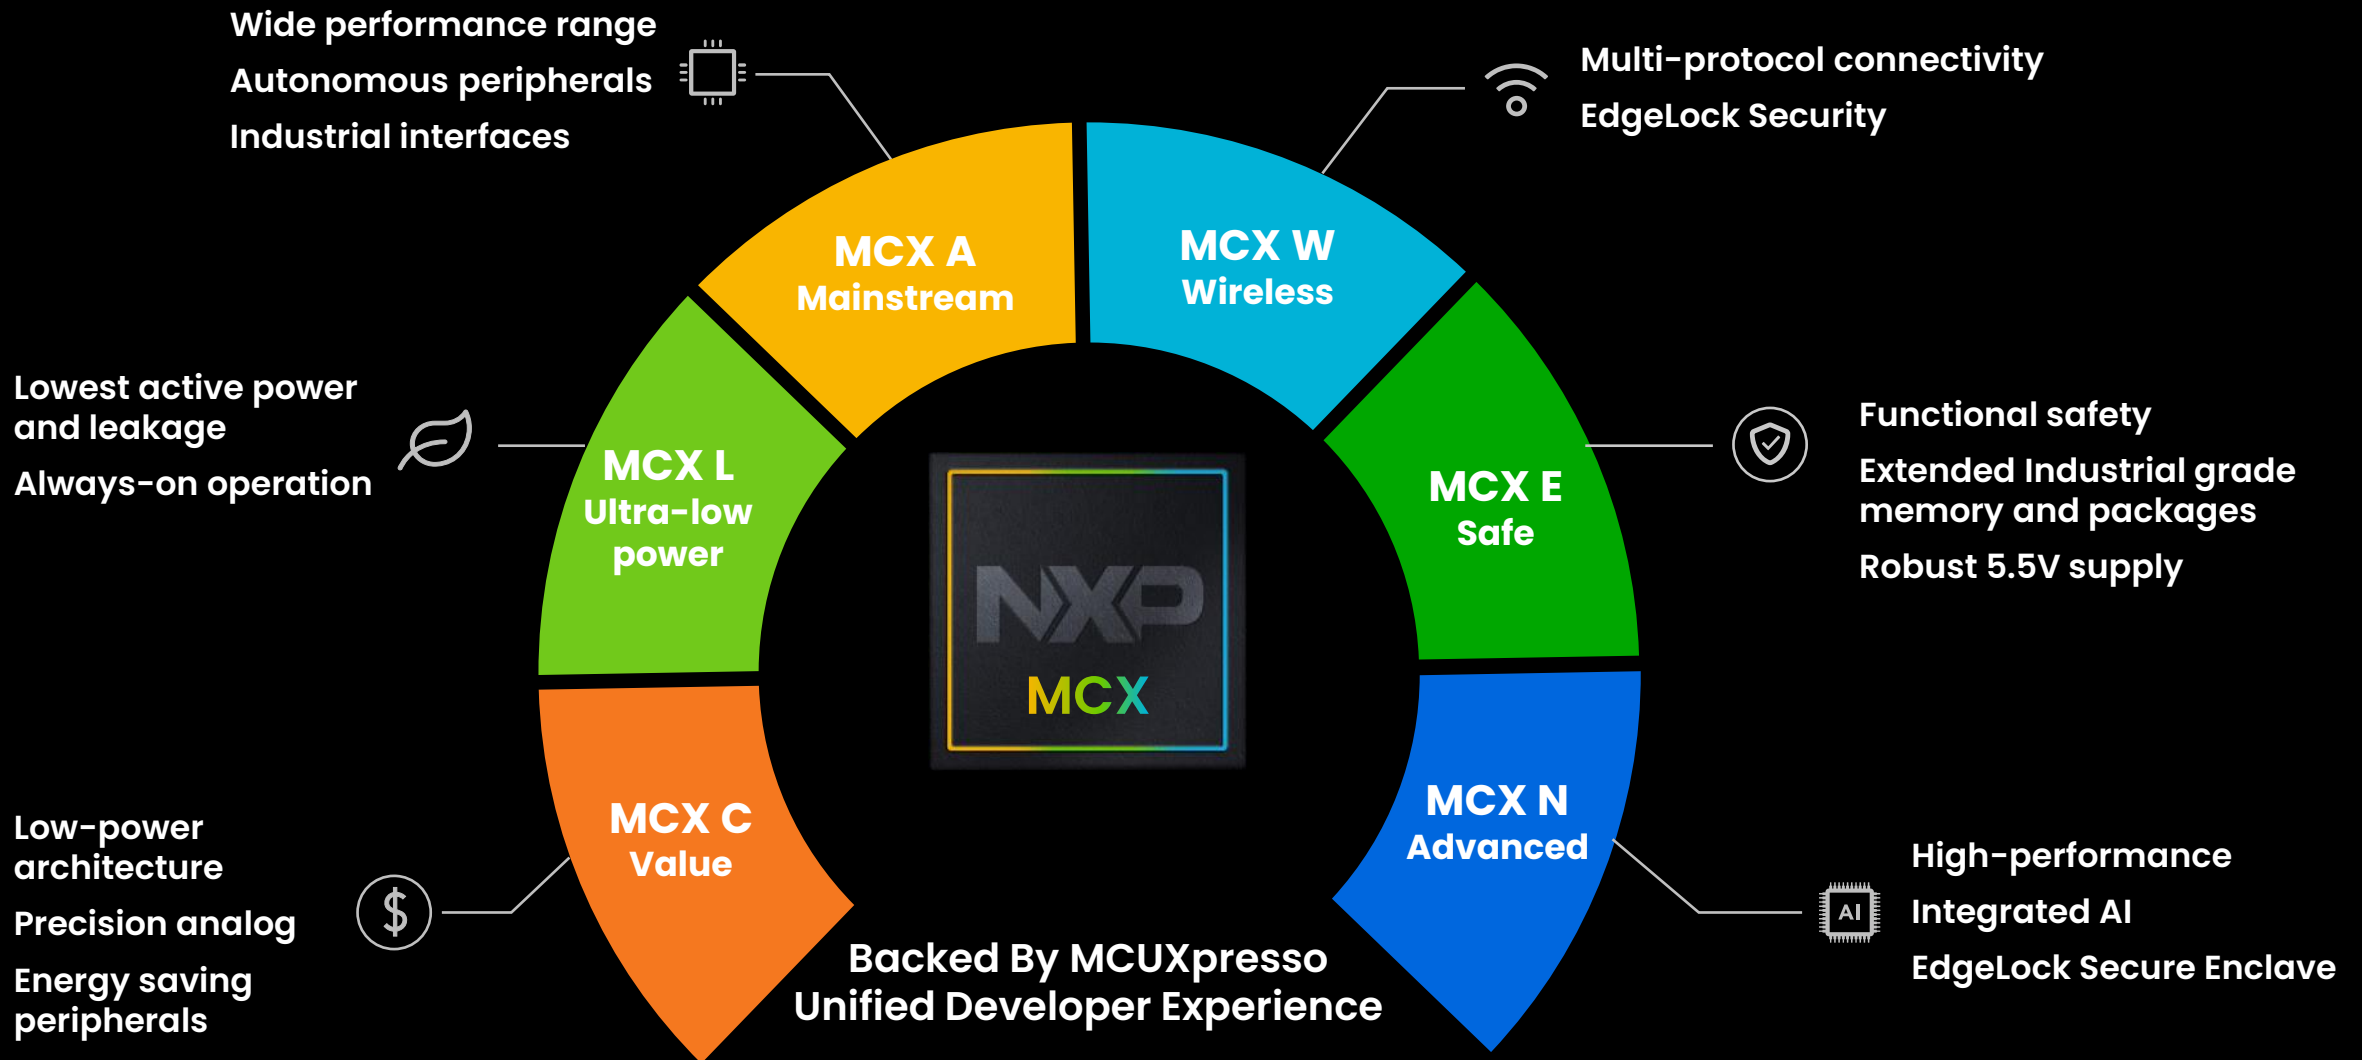 Wide performance range
Autonomous peripherals
Industrial interfaces
Multi-protocol connectivity
EdgeLock Security
MCX A
Mainstream
MCX W
Wireless
Lowest active power
and leakage
Always-on operation
MCX L
Ultra-low
power
MCX E
Safe
Functional safety
Extended Industrial grade
memory and packages
Robust 5.5V supply
NXP
MCX
Low-power
architecture
Precision analog
Energy saving
peripherals
$
MCX C
Value
MCX N
Advanced
AI
High-performance
Integrated AI
EdgeLock Secure Enclave
Backed By MCUXpresso
Unified Developer Experience